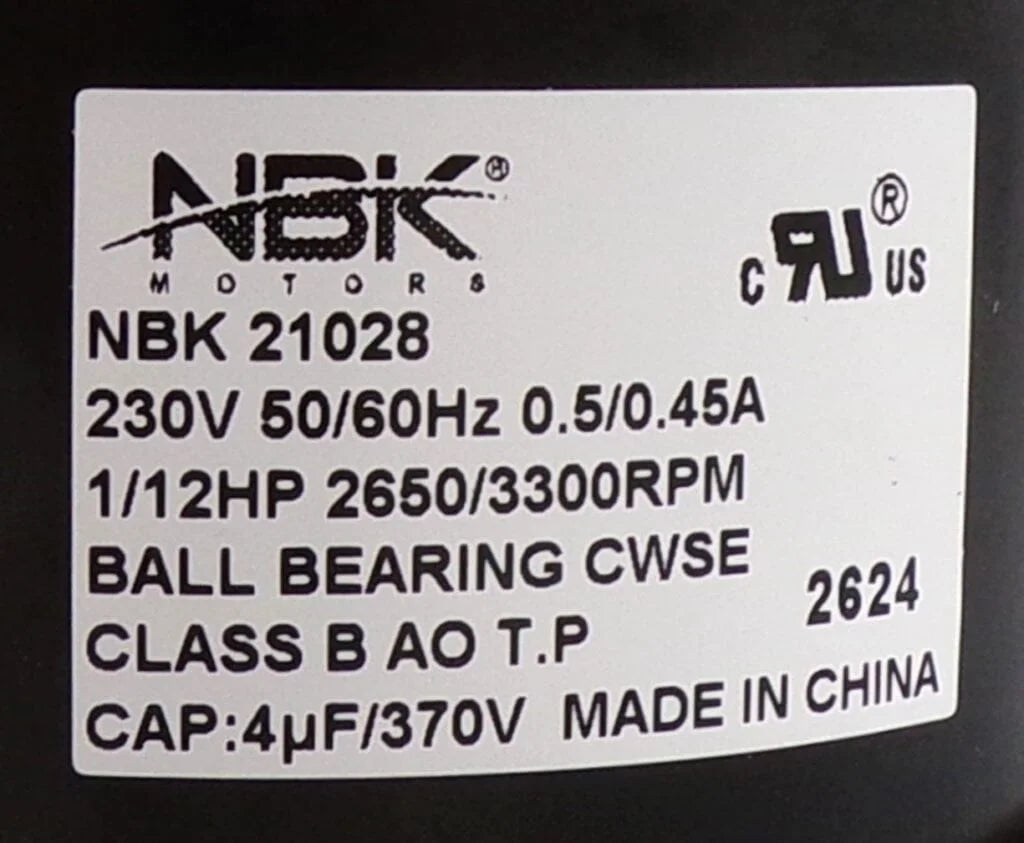 NBK®
MOTORS
c RU® US
NBK 21028
230V 50/60Hz 0.5/0.45A
1/12HP 2650/3300RPM
BALL BEARING CWSE
2624
CLASS B AO T.P
CAP:4µF/370V MADE IN CHINA